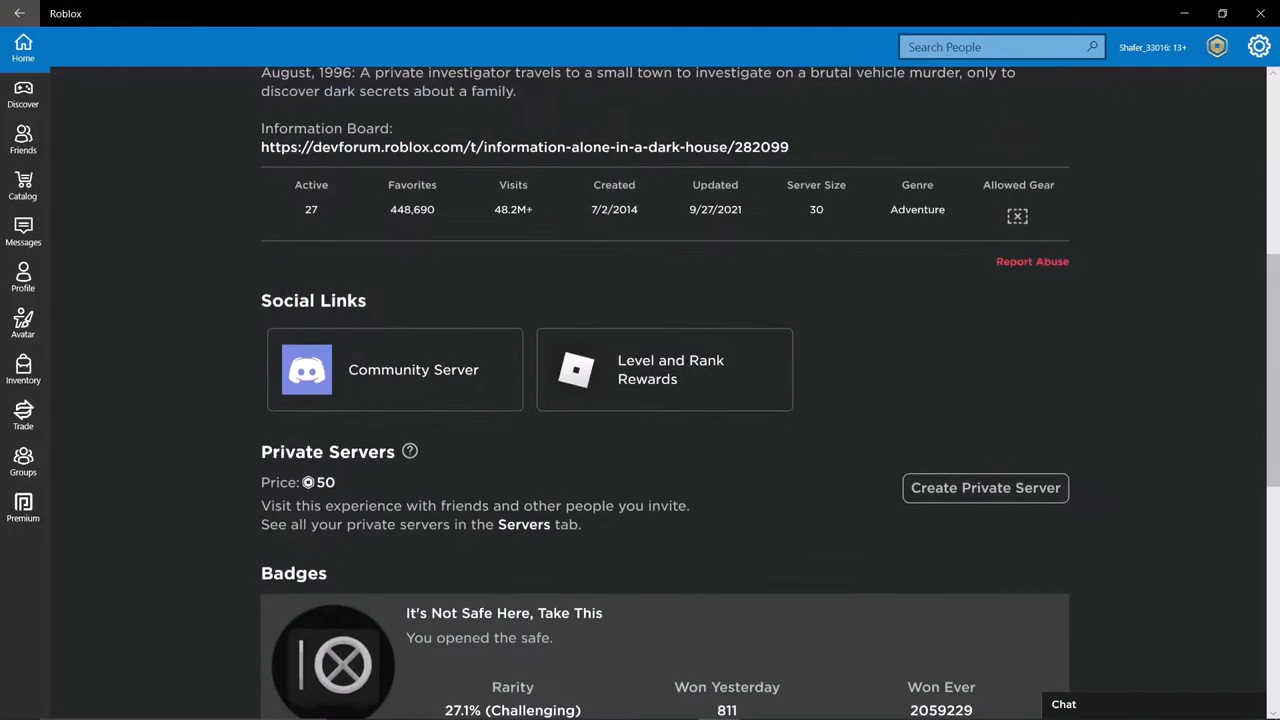 Roblox
Home
Search People
Shafer_33016: 13+
Discover
Friends
Catalog
Messages
Profile
Avatar
Inventory
Trade
Groups
Premium
August, 1996: A private investigator travels to a small town to investigate on a brutal vehicle murder, only to
discover dark secrets about a family.
Information Board:
https://devforum.roblox.com/t/information-alone-in-a-dark-house/282099
Active Favorites Visits Created Updated Server Size Genre Allowed Gear
27 448,690 48.2M+ 7/2/2014 9/27/2021 30 Adventure
Report Abuse
Social Links
Community Server
Level and Rank
Rewards
Private Servers
Price: 50
Visit this experience with friends and other people you invite.
See all your private servers in the Servers tab.
Create Private Server
Badges
It's Not Safe Here, Take This
You opened the safe.
Rarity Won Yesterday Won Ever
27.1% (Challenging) 811 2059229
Chat